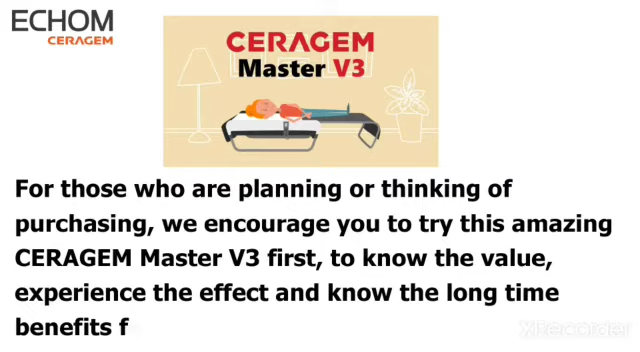 ECHOM
CERAGEM
CERAGEM
Master V3
For those who are planning or thinking of
purchasing, we encourage you to try this amazing
CERAGEM Master V3 first, to know the value,
experience the effect and know the long time
benefits f
XRecorder